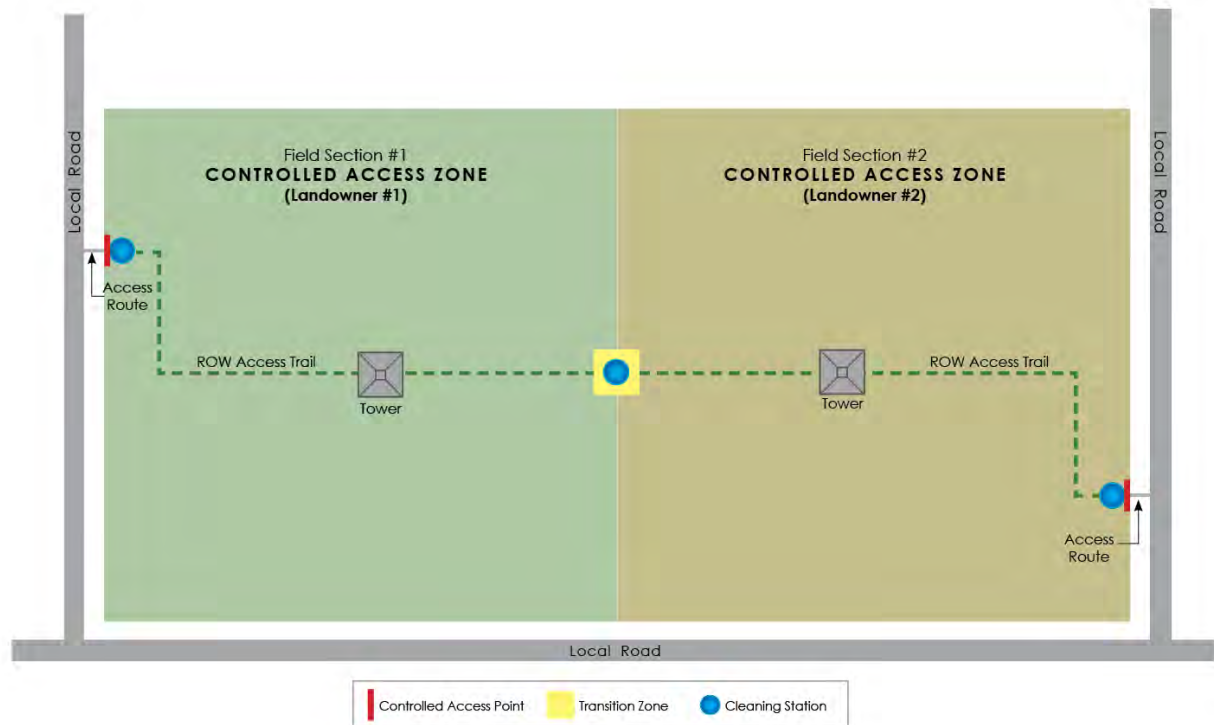 Local Road
Field Section #1
CONTROLLED ACCESS ZONE
(Landowner #1)
Field Section #2
CONTROLLED ACCESS ZONE
(Landowner #2)
Local Road
Access
Route
ROW Access Trail
Tower
Tower
ROW Access Trail
Access
Route
Local Road
Controlled Access Point
Transition Zone
Cleaning Station